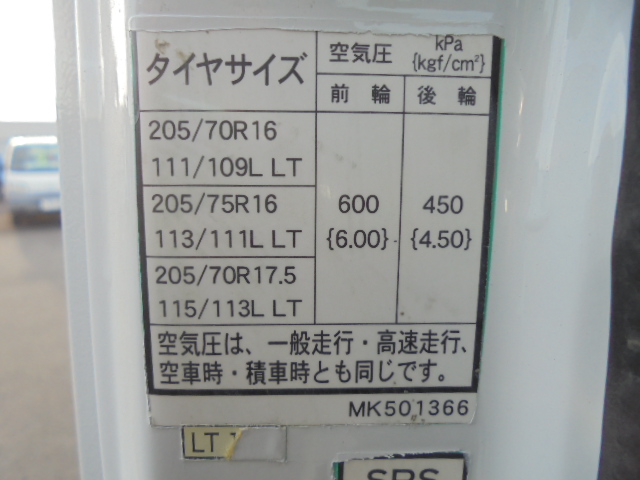 タイヤサイズ
空気圧
kPa
{kgf/cm²}
前輪
後輪
205/70R16
111/109L LT
205/75R16
113/111L LT
205/70R17.5
115/113L LT
600
{6.00}
450
{4.50}
空気圧は、一般走行・高速走行、
空車時・積車時とも同じです。
MK501366
LT
SRS